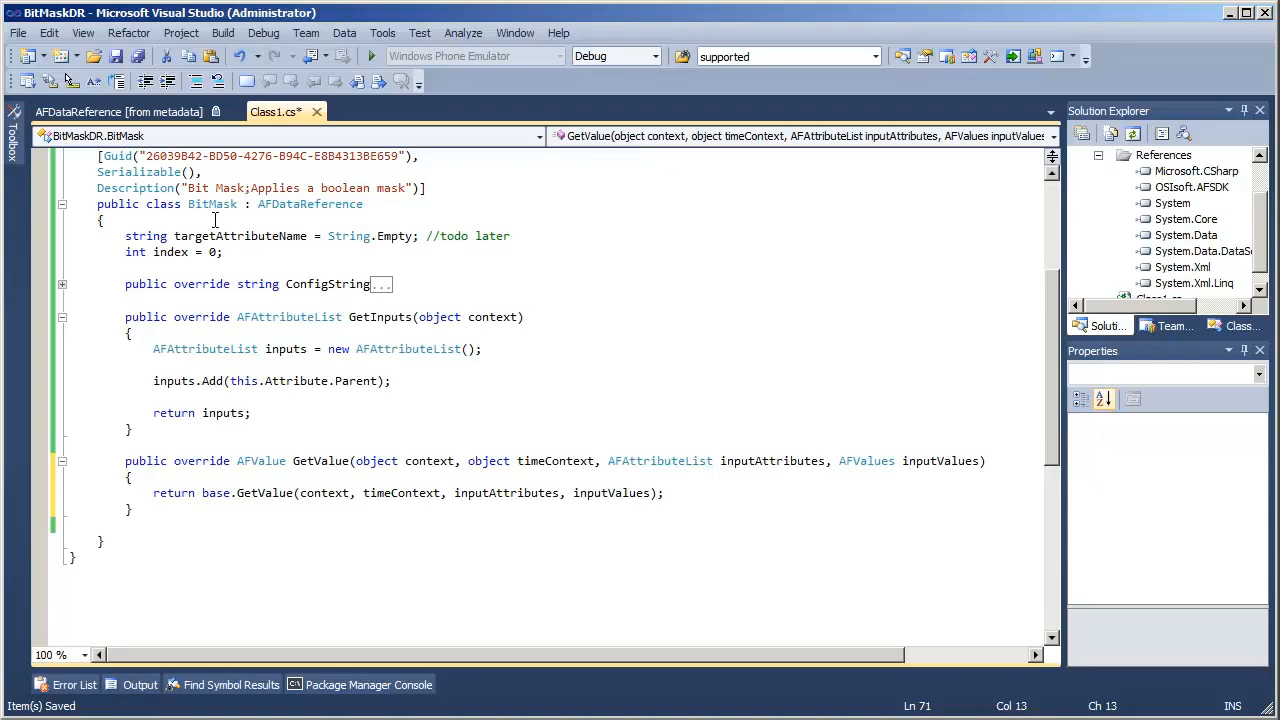 BitMaskDR - Microsoft Visual Studio (Administrator)
File Edit View Refactor Project Build Debug Team Data Tools Test Analyze Window Help
Windows Phone Emulator Debug supported
AFDataReference [from metadata] Class1.cs*
BitMaskDR.BitMask GetValue(object context, object timeContext, AFAttributeList inputAttributes, AFValues inputValues
Toolbox
[Guid("26039B42-BD50-4276-B94C-E8B4313BE659"),
Serializable(),
Description("Bit Mask;Applies a boolean mask")]
public class BitMask : AFDataReference
{
string targetAttributeName = String.Empty; //todo later
int index = 0;
public override string ConfigString...
public override AFAttributeList GetInputs(object context)
{
AFAttributeList inputs = new AFAttributeList();
inputs.Add(this.Attribute.Parent);
return inputs;
}
public override AFValue GetValue(object context, object timeContext, AFAttributeList inputAttributes, AFValues inputValues)
{
return base.GetValue(context, timeContext, inputAttributes, inputValues);
}
}
}
100 %
Solution Explorer
References
Microsoft.CSharp
OSIsoft.AFSDK
System
System.Core
System.Data
System.Data.DataS
System.Xml
System.Xml.Linq
Class1.cs
Soluti... Team... Class...
Properties
Error List Output Find Symbol Results Package Manager Console
Item(s) Saved Ln 71 Col 13 Ch 13 INS